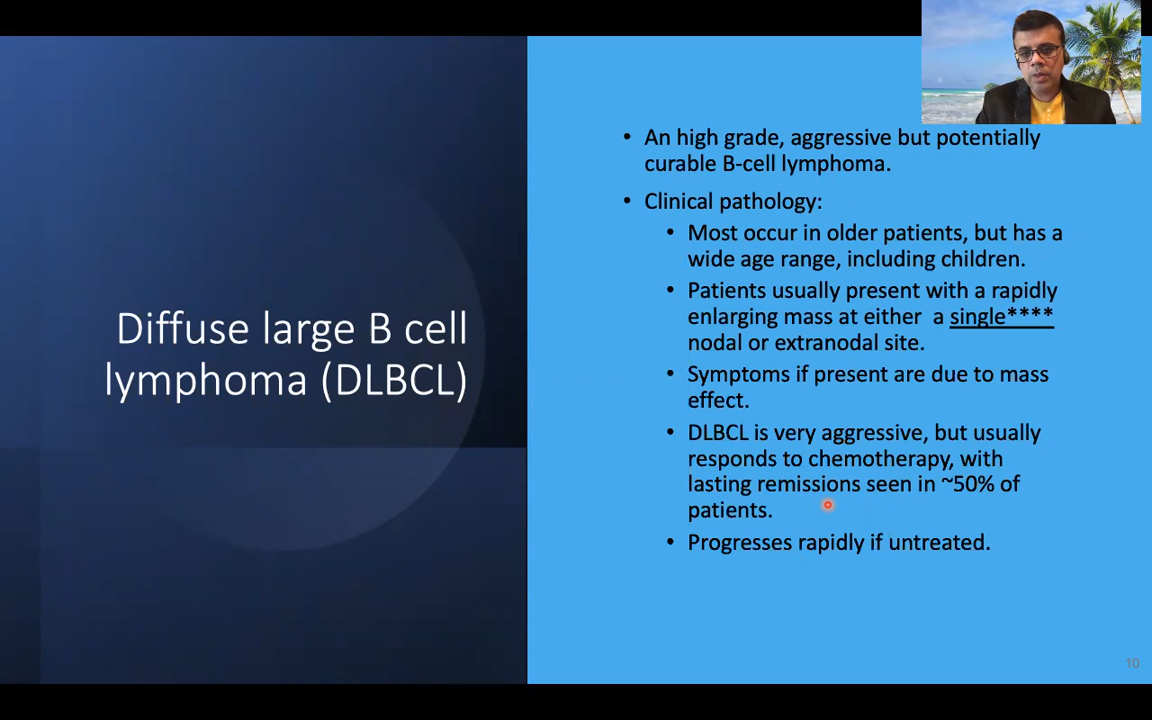 Diffuse large B cell
lymphoma (DLBCL)
• An high grade, aggressive but potentially
curable B-cell lymphoma.
• Clinical pathology:
• Most occur in older patients, but has a
wide age range, including children.
• Patients usually present with a rapidly
enlarging mass at either a single****
nodal or extranodal site.
• Symptoms if present are due to mass
effect.
• DLBCL is very aggressive, but usually
responds to chemotherapy, with
lasting remissions seen in ~50% of
patients.
• Progresses rapidly if untreated.
10